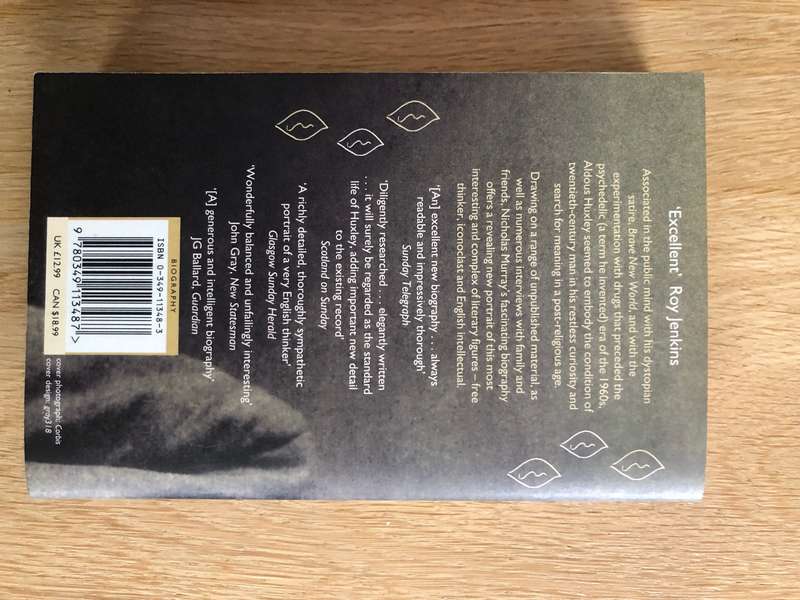 'Excellent' Roy Jenkins
Associated in the public mind with his dystopian
satire, Brave New World, and with the
experimentation with drugs that preceded the
psychedelic (a term he invented) era of the 1960s,
Aldous Huxley seemed to embody the condition of
twentieth-century man in his restless curiosity and
search for meaning in a post-religious age.
Drawing on a range of unpublished material, as
well as numerous interviews with family and
friends, Nicholas Murray's fascinating biography
offers a revealing new portrait of this most
interesting and complex of literary figures – free
thinker, iconoclast and English intellectual.
'[An] excellent new biography . . . always
readable and impressively thorough'
Sunday Telegraph
'Diligently researched . . . elegantly written
. . . it will surely be regarded as the standard
life of Huxley, adding important new detail
to the existing record'
Scotland on Sunday
'A richly detailed, thoroughly sympathetic
portrait of a very English thinker'
Glasgow Sunday Herald
'Wonderfully balanced and unfailingly interesting'
John Gray, New Statesman
'[A] generous and intelligent biography'
JG Ballard, Guardian
BIOGRAPHY
ISBN 0-349-11348-3
9 780349 113487 >
UK £12.99 CAN $18.99
cover photograph: Corbis
cover design: gray318